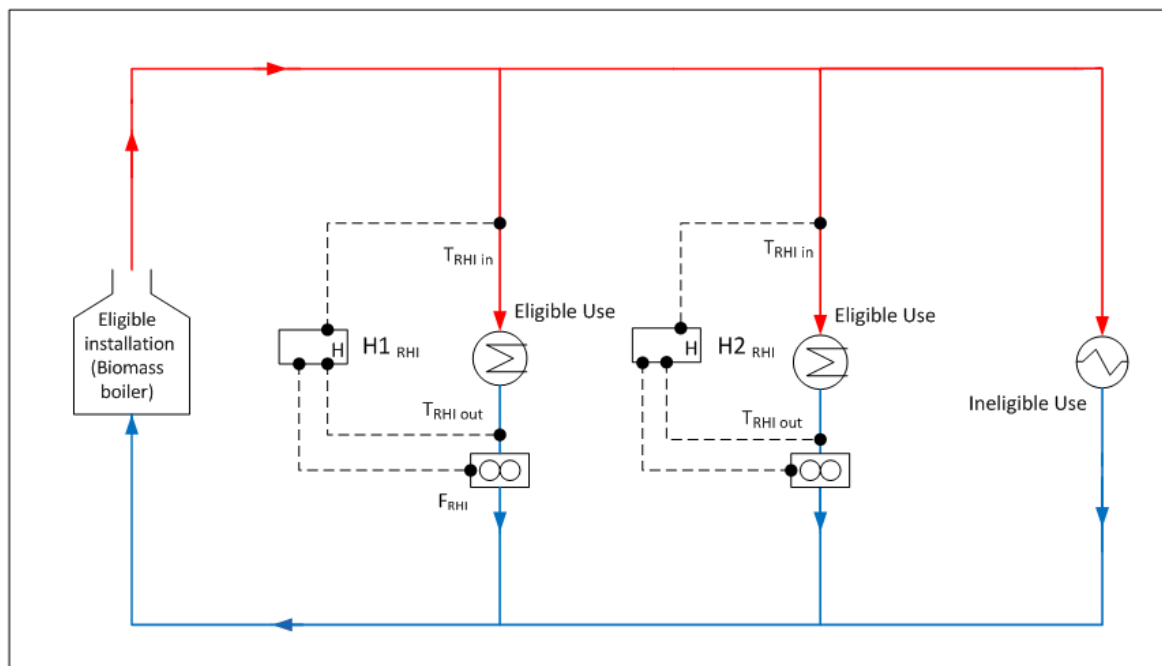 T RHI in
T RHI in
Eligible
installation
(Biomass
boiler)
Eligible Use
Eligible Use
H
H1 RHI
H
H2 RHI
Ineligible Use
T RHI out
T RHI out
F RHI